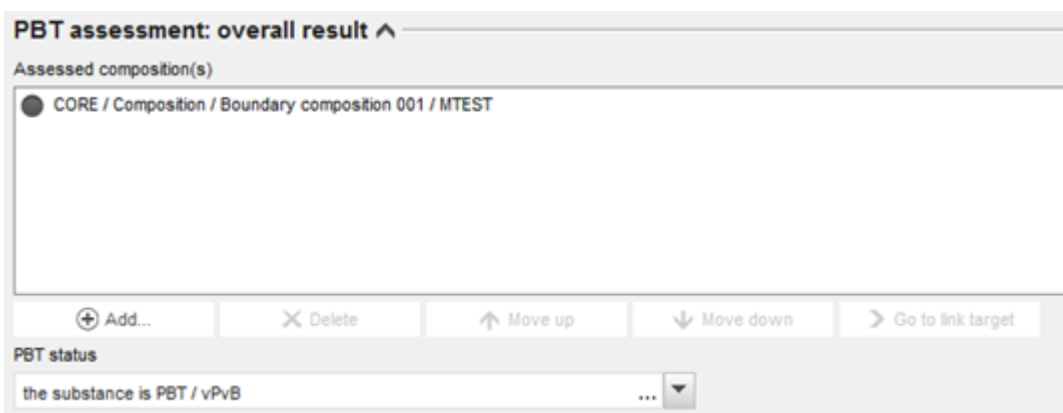 PBT assessment: overall result
Assessed composition(s)
CORE / Composition / Boundary composition 001 / MTEST
Add... Delete Move up Move down Go to link target
PBT status
the substance is PBT / vPvB ...